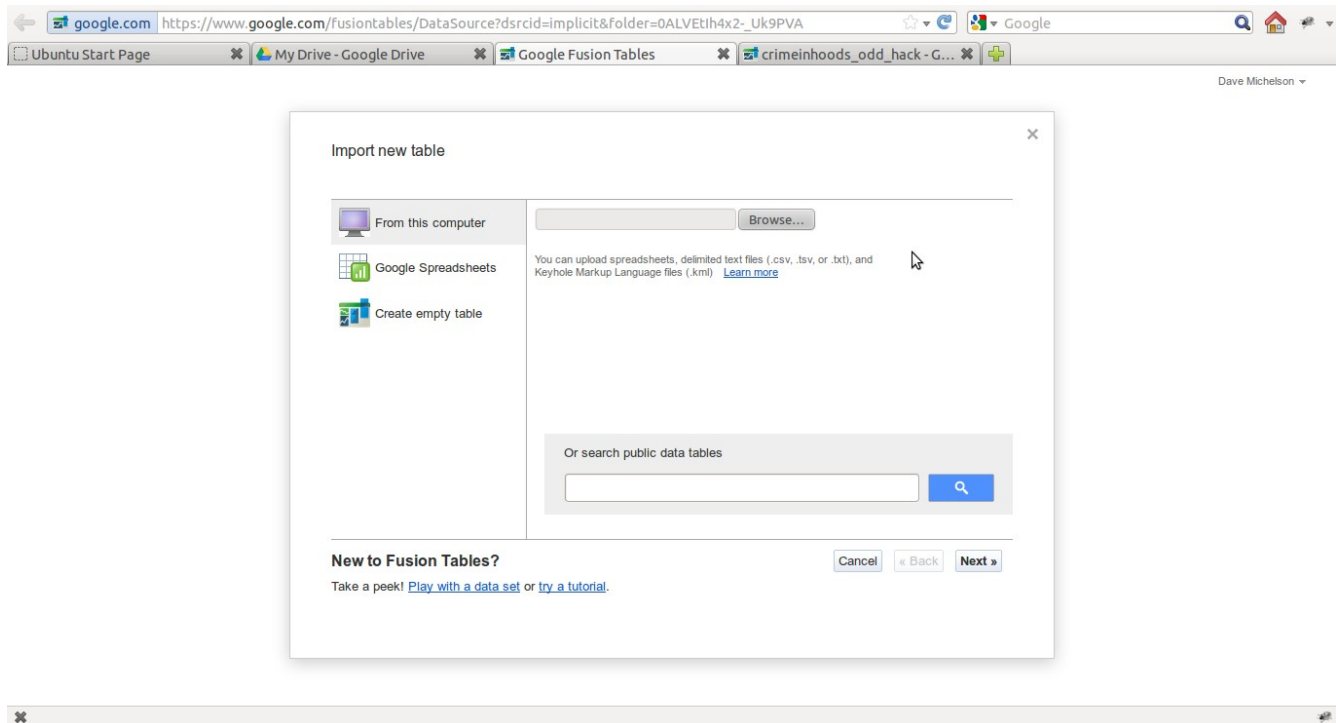 google.com https://www.google.com/fusiontables/DataSource?dsrcid=implicit&folder=0ALVEtIh4x2-_Uk9PVA Google
Ubuntu Start Page My Drive - Google Drive Google Fusion Tables crimeinhoods_odd_hack - G...
Dave Michelson
Import new table
From this computer
Browse...
You can upload spreadsheets, delimited text files (.csv, .tsv, or .txt), and
Keyhole Markup Language files (.kml) Learn more
Google Spreadsheets
Create empty table
Or search public data tables
New to Fusion Tables?
Cancel « Back Next »
Take a peek! Play with a data set or try a tutorial.